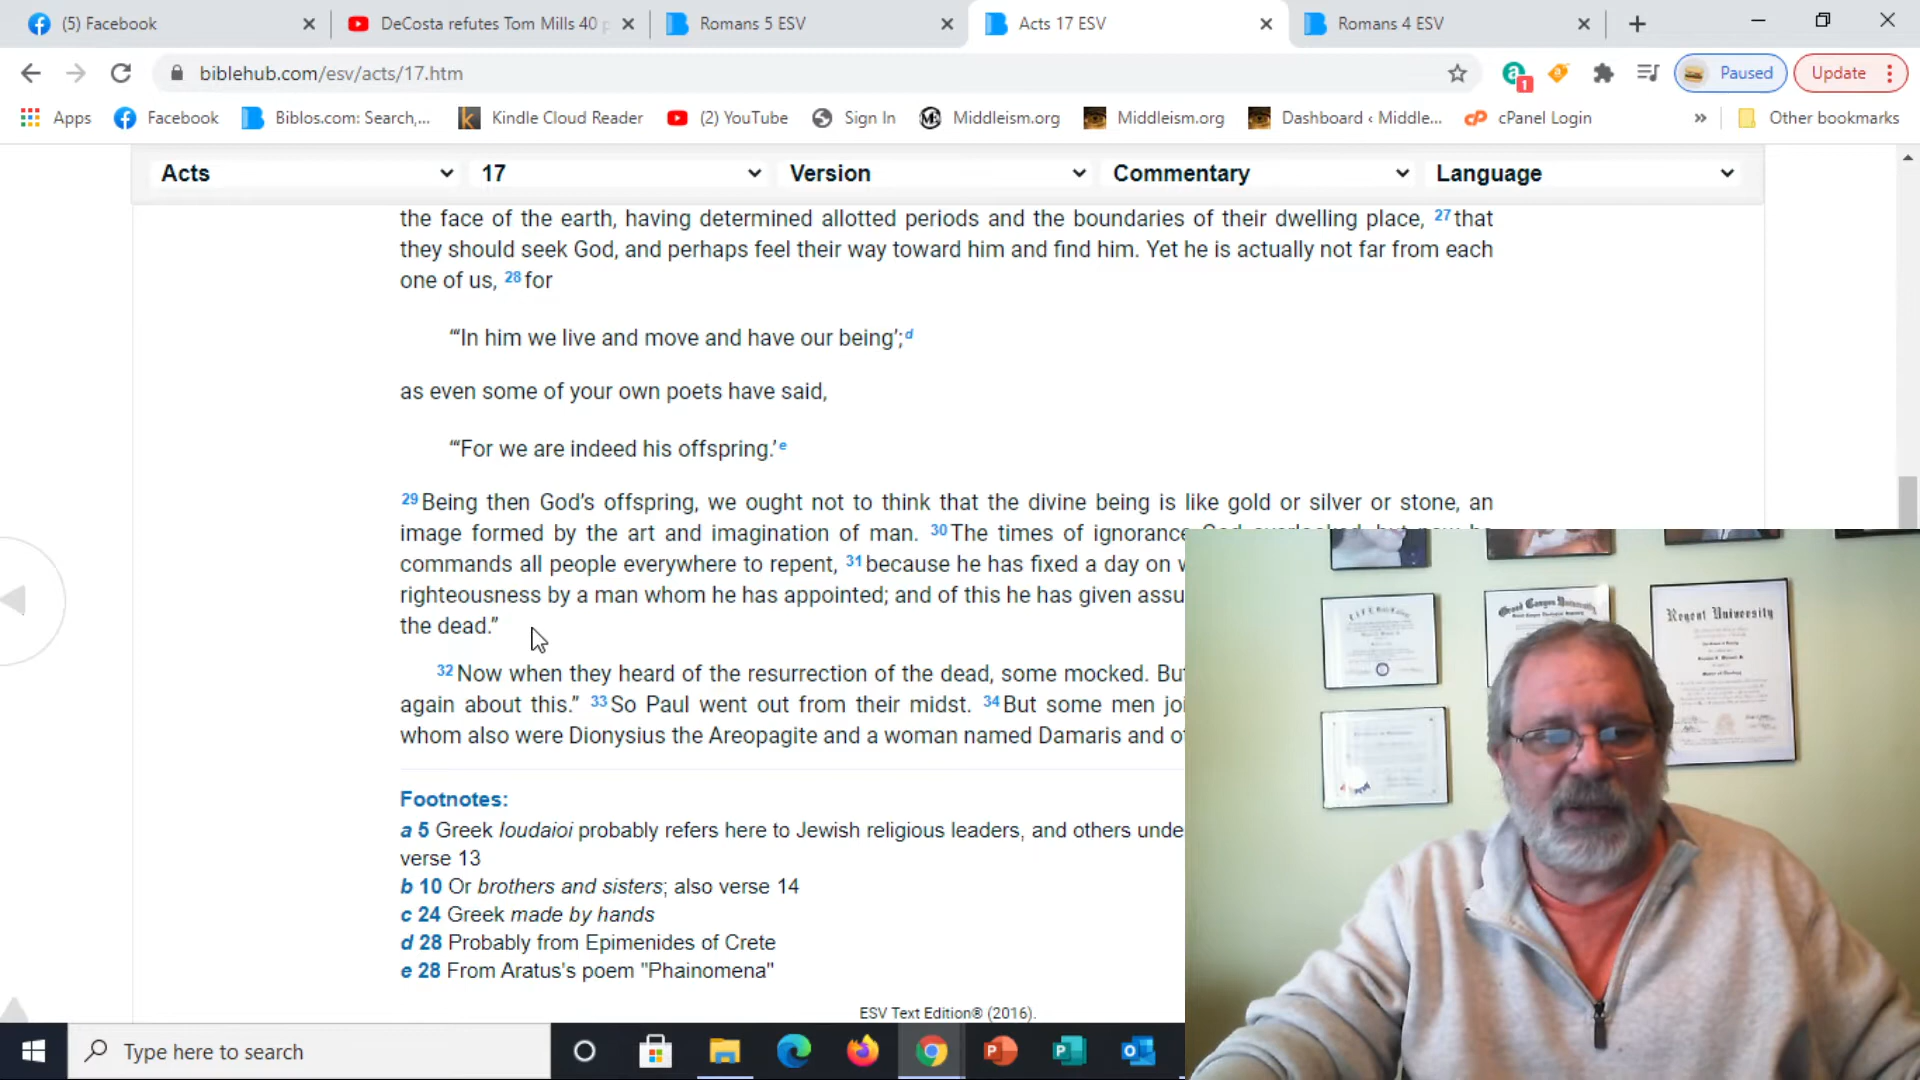 (5) Facebook
DeCosta refutes Tom Mills 40 p
Romans 5 ESV
Acts 17 ESV
Romans 4 ESV
biblehub.com/esv/acts/17.htm
1
Paused
Update
Apps
Facebook
Biblos.com: Search,...
Kindle Cloud Reader
(2) YouTube
Sign In
Middleism.org
Middleism.org
Dashboard ‹ Middle...
cPanel Login
»
Other bookmarks
Acts
17
Version
Commentary
Language
the face of the earth, having determined allotted periods and the boundaries of their dwelling place, 27 that
they should seek God, and perhaps feel their way toward him and find him. Yet he is actually not far from each
one of us, 28 for
“‘In him we live and move and have our being’; d
as even some of your own poets have said,
“‘For we are indeed his offspring.’ e
29 Being then God’s offspring, we ought not to think that the divine being is like gold or silver or stone, an
image formed by the art and imagination of man. 30 The times of ignorance God overlooked, but now he
commands all people everywhere to repent, 31 because he has fixed a day on w
righteousness by a man whom he has appointed; and of this he has given assu
the dead.”
32 Now when they heard of the resurrection of the dead, some mocked. Bu
again about this.” 33 So Paul went out from their midst. 34 But some men joi
whom also were Dionysius the Areopagite and a woman named Damaris and ot
Footnotes:
a 5 Greek Ioudaioi probably refers here to Jewish religious leaders, and others unde
verse 13
b 10 Or brothers and sisters; also verse 14
c 24 Greek made by hands
d 28 Probably from Epimenides of Crete
e 28 From Aratus's poem "Phainomena"
ESV Text Edition® (2016).
Grand Canyon University
Regent University
Type here to search